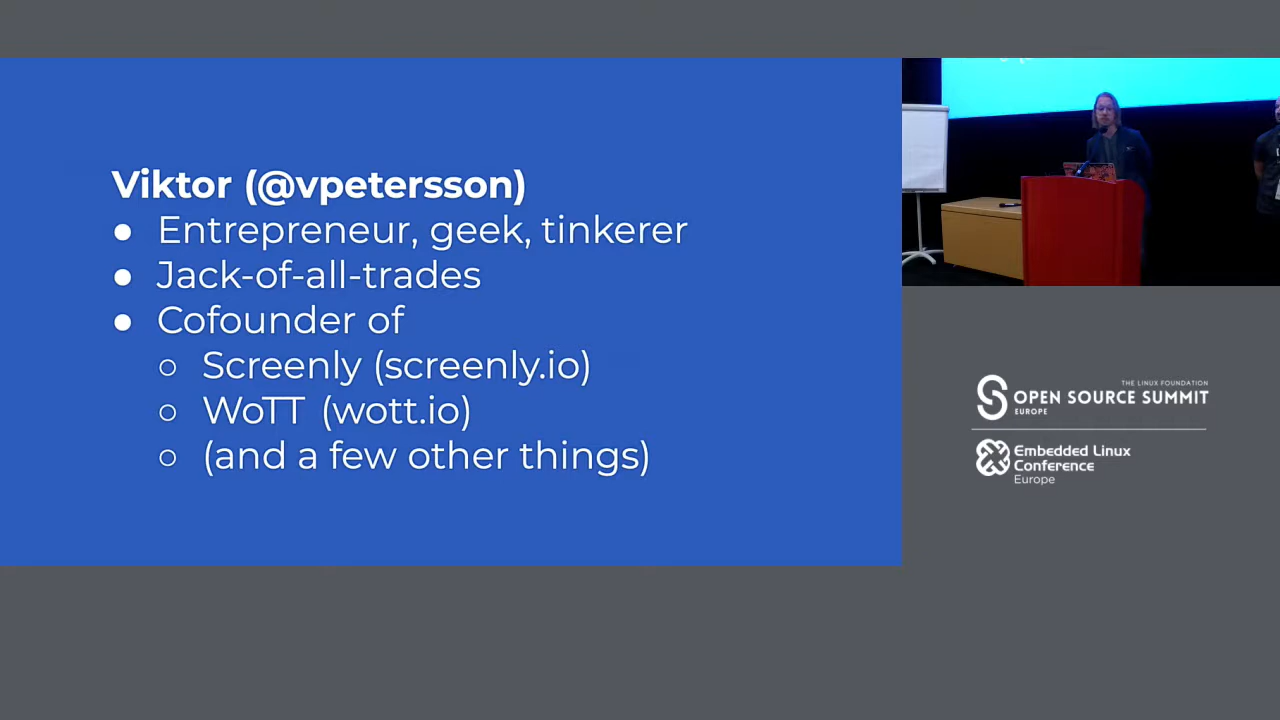 Viktor (@vpetersson)
● Entrepreneur, geek, tinkerer
● Jack-of-all-trades
● Cofounder of
○ Screenly (screenly.io)
○ WoTT (wott.io)
○ (and a few other things)
THE LINUX FOUNDATION
OPEN SOURCE SUMMIT
EUROPE
Embedded Linux
Conference
Europe